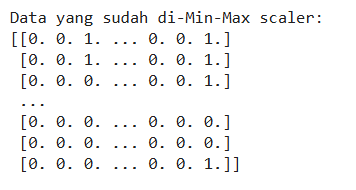 Data yang sudah di-Min-Max scaler:
[[0. 0. 1. ... 0. 0. 1.]
[0. 0. 1. ... 0. 0. 1.]
[0. 0. 0. ... 0. 0. 1.]
...
[0. 0. 0. ... 0. 0. 0.]
[0. 0. 0. ... 0. 0. 0.]
[0. 0. 0. ... 0. 0. 1.]]